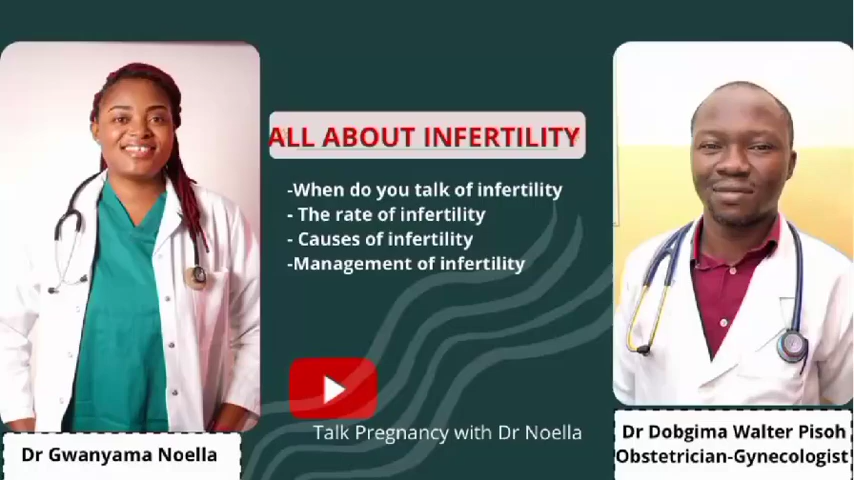 ALL ABOUT INFERTILITY
-When do you talk of infertility
- The rate of infertility
- Causes of infertility
-Management of infertility
Talk Pregnancy with Dr Noella
Dr Gwanyama Noella
Dr Dobgima Walter Pisoh
Obstetrician-Gynecologist